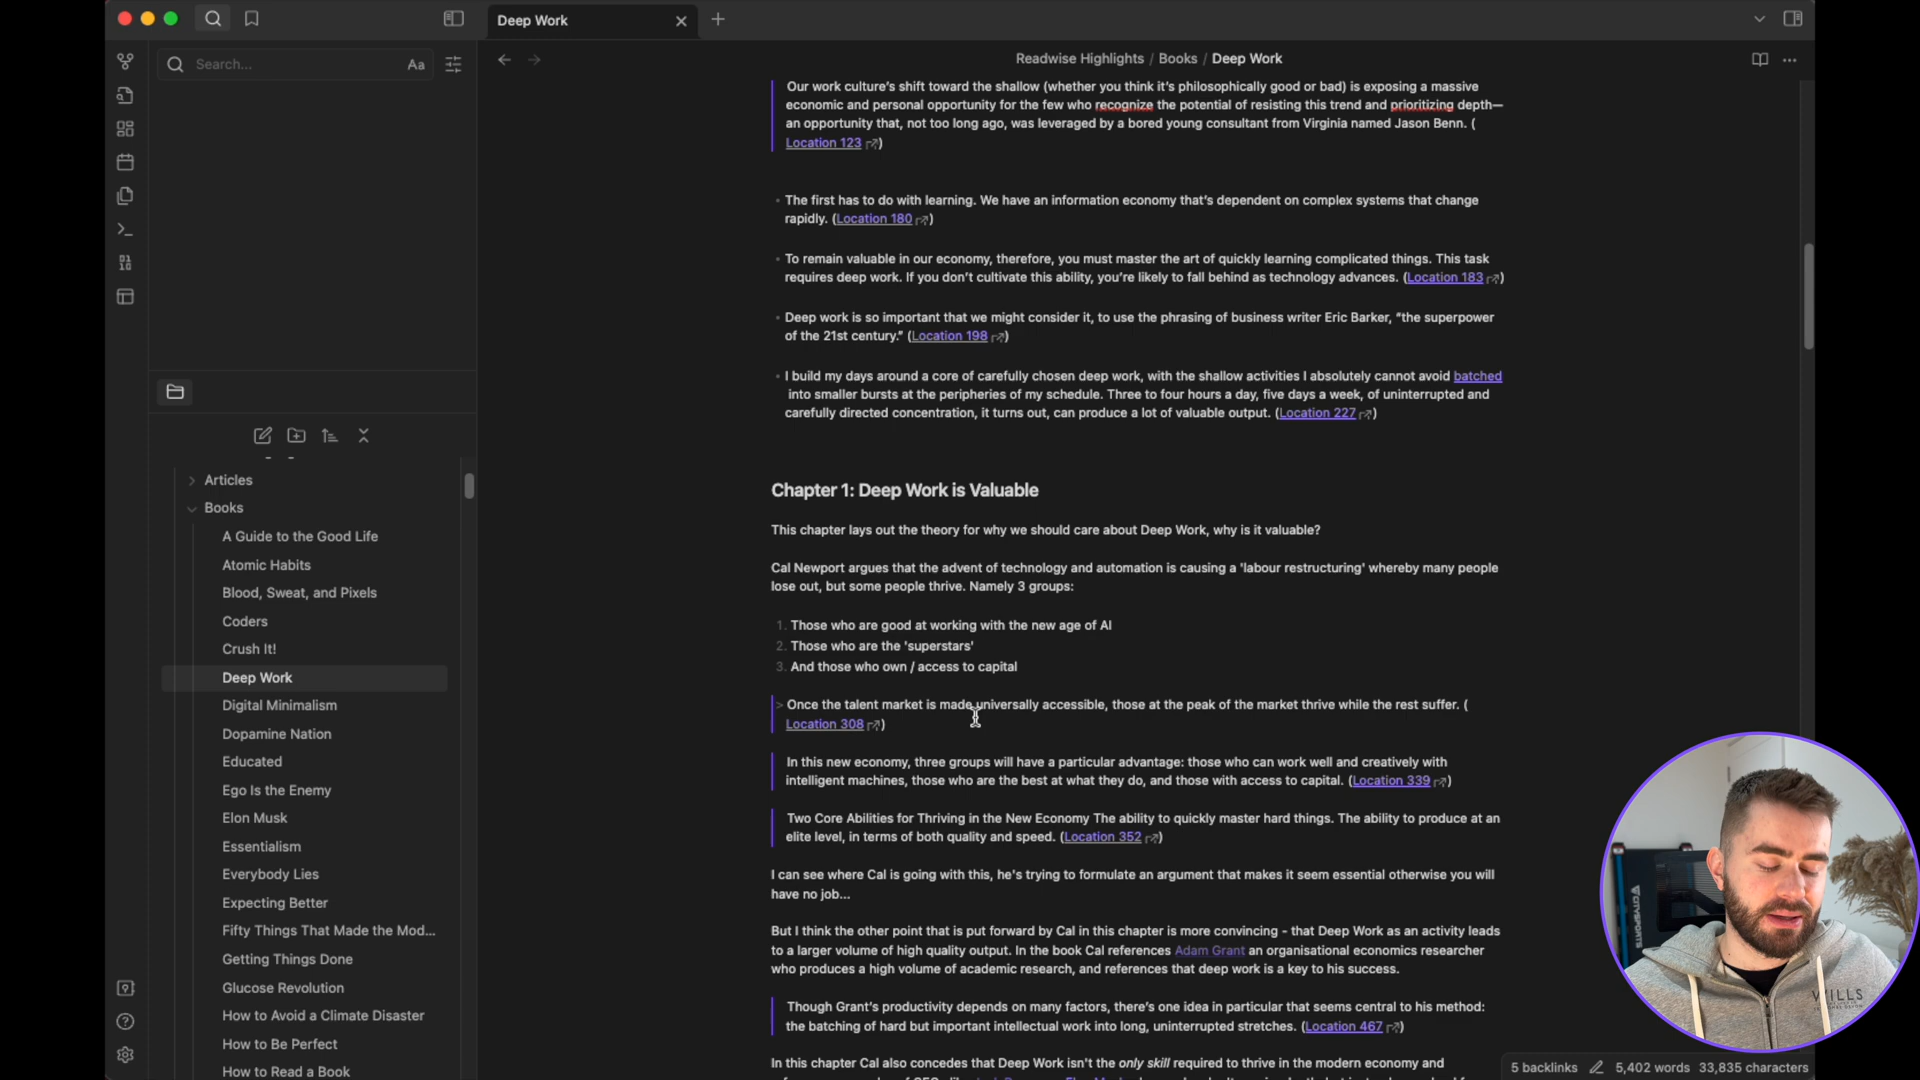 Deep Work
Search...
Aa
Readwise Highlights / Books / Deep Work
Our work culture’s shift toward the shallow (whether you think it’s philosophically good or bad) is exposing a massive
economic and personal opportunity for the few who recognize the potential of resisting this trend and prioritizing depth—
an opportunity that, not too long ago, was leveraged by a bored young consultant from Virginia named Jason Benn. (
Location 123)
The first has to do with learning. We have an information economy that’s dependent on complex systems that change
rapidly. (Location 180)
To remain valuable in our economy, therefore, you must master the art of quickly learning complicated things. This task
requires deep work. If you don’t cultivate this ability, you’re likely to fall behind as technology advances. (Location 183)
Deep work is so important that we might consider it, to use the phrasing of business writer Eric Barker, “the superpower
of the 21st century.” (Location 198)
I build my days around a core of carefully chosen deep work, with the shallow activities I absolutely cannot avoid batched
into smaller bursts at the peripheries of my schedule. Three to four hours a day, five days a week, of uninterrupted and
carefully directed concentration, it turns out, can produce a lot of valuable output. (Location 227)
Chapter 1: Deep Work is Valuable
This chapter lays out the theory for why we should care about Deep Work, why is it valuable?
Cal Newport argues that the advent of technology and automation is causing a 'labour restructuring' whereby many people
lose out, but some people thrive. Namely 3 groups:
1. Those who are good at working with the new age of AI
2. Those who are the 'superstars'
3. And those who own / access to capital
> Once the talent market is made universally accessible, those at the peak of the market thrive while the rest suffer. (
Location 308)
In this new economy, three groups will have a particular advantage: those who can work well and creatively with
intelligent machines, those who are the best at what they do, and those with access to capital. (Location 339)
Two Core Abilities for Thriving in the New Economy The ability to quickly master hard things. The ability to produce at an
elite level, in terms of both quality and speed. (Location 352)
I can see where Cal is going with this, he's trying to formulate an argument that makes it seem essential otherwise you will
have no job...
But I think the other point that is put forward by Cal in this chapter is more convincing - that Deep Work as an activity leads
to a larger volume of high quality output. In the book Cal references Adam Grant an organisational economics researcher
who produces a high volume of academic research, and references that deep work is a key to his success.
Though Grant’s productivity depends on many factors, there’s one idea in particular that seems central to his method:
the batching of hard but important intellectual work into long, uninterrupted stretches. (Location 467)
In this chapter Cal also concedes that Deep Work isn't the only skill required to thrive in the modern economy and
Articles
Books
A Guide to the Good Life
Atomic Habits
Blood, Sweat, and Pixels
Coders
Crush It!
Deep Work
Digital Minimalism
Dopamine Nation
Educated
Ego Is the Enemy
Elon Musk
Essentialism
Everybody Lies
Expecting Better
Fifty Things That Made the Mod...
Getting Things Done
Glucose Revolution
How to Avoid a Climate Disaster
How to Be Perfect
How to Read a Book
CITYSPORTS
WILLS
5 backlinks
5,402 words
33,835 characters